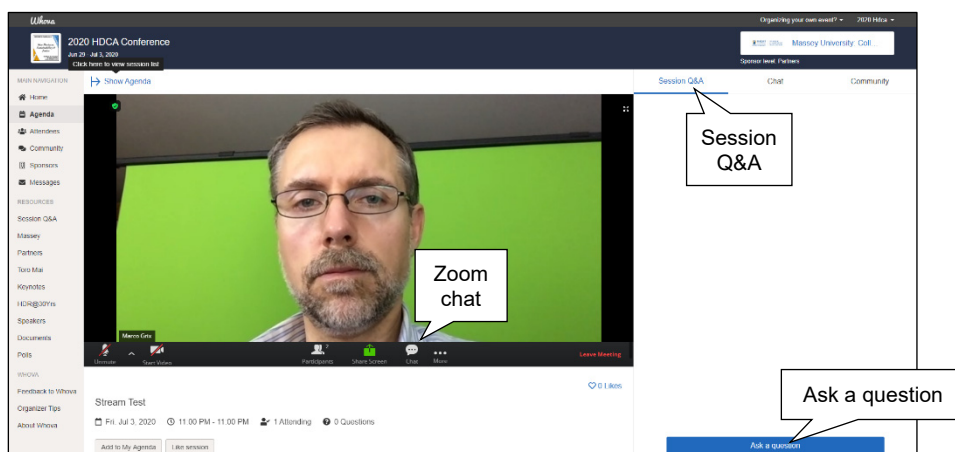 Whova
Organizing your own event?
2020 Hdca
2020 HDCA Conference
Jun 29 - Jul 3, 2020
Click here to view session list
Massey University: Coll...
Sponsor level: Partners
MAIN NAVIGATION
Home
Agenda
Attendees
Community
Sponsors
Messages
RESOURCES
Session Q&A
Massey
Partners
Toro Mai
Keynotes
HDR@30Yrs
Speakers
Documents
Polls
WHOVA
Feedback to Whova
Organizer Tips
About Whova
Show Agenda
Session Q&A
Chat
Community
Session
Q&A
Zoom
chat
Marco Grix
Unmute
Start Video
2
Participants
Share Screen
Chat
More
Leave Meeting
0 Likes
Stream Test
Fri, Jul 3, 2020
11:00 PM - 11:00 PM
1 Attending
0 Questions
Add to My Agenda
Like session
Ask a question
Ask a question